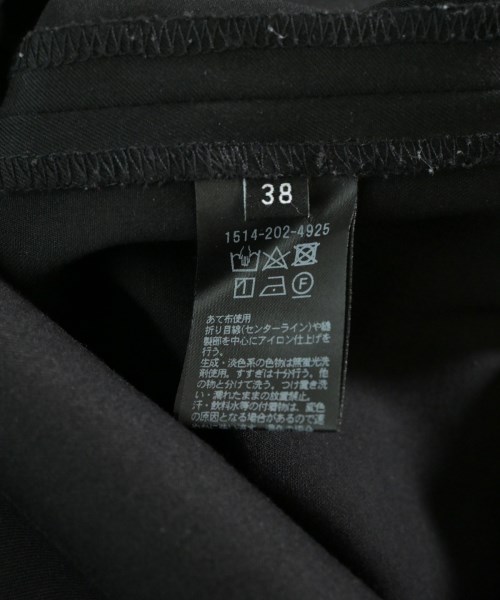 38
1514-202-4925
F
あて布使用
折り目線(センターライン)や縫
製部を中心にアイロン仕上げを
行う。
生成・淡色系の色物は無蛍光洗
剤使用。すすぎは十分行う。他
の物と分けて洗う。つけ置き洗
い・濡れたままの放置禁止。
汗・飲料水等の付着物は、変色
の原因となる場合があるので速